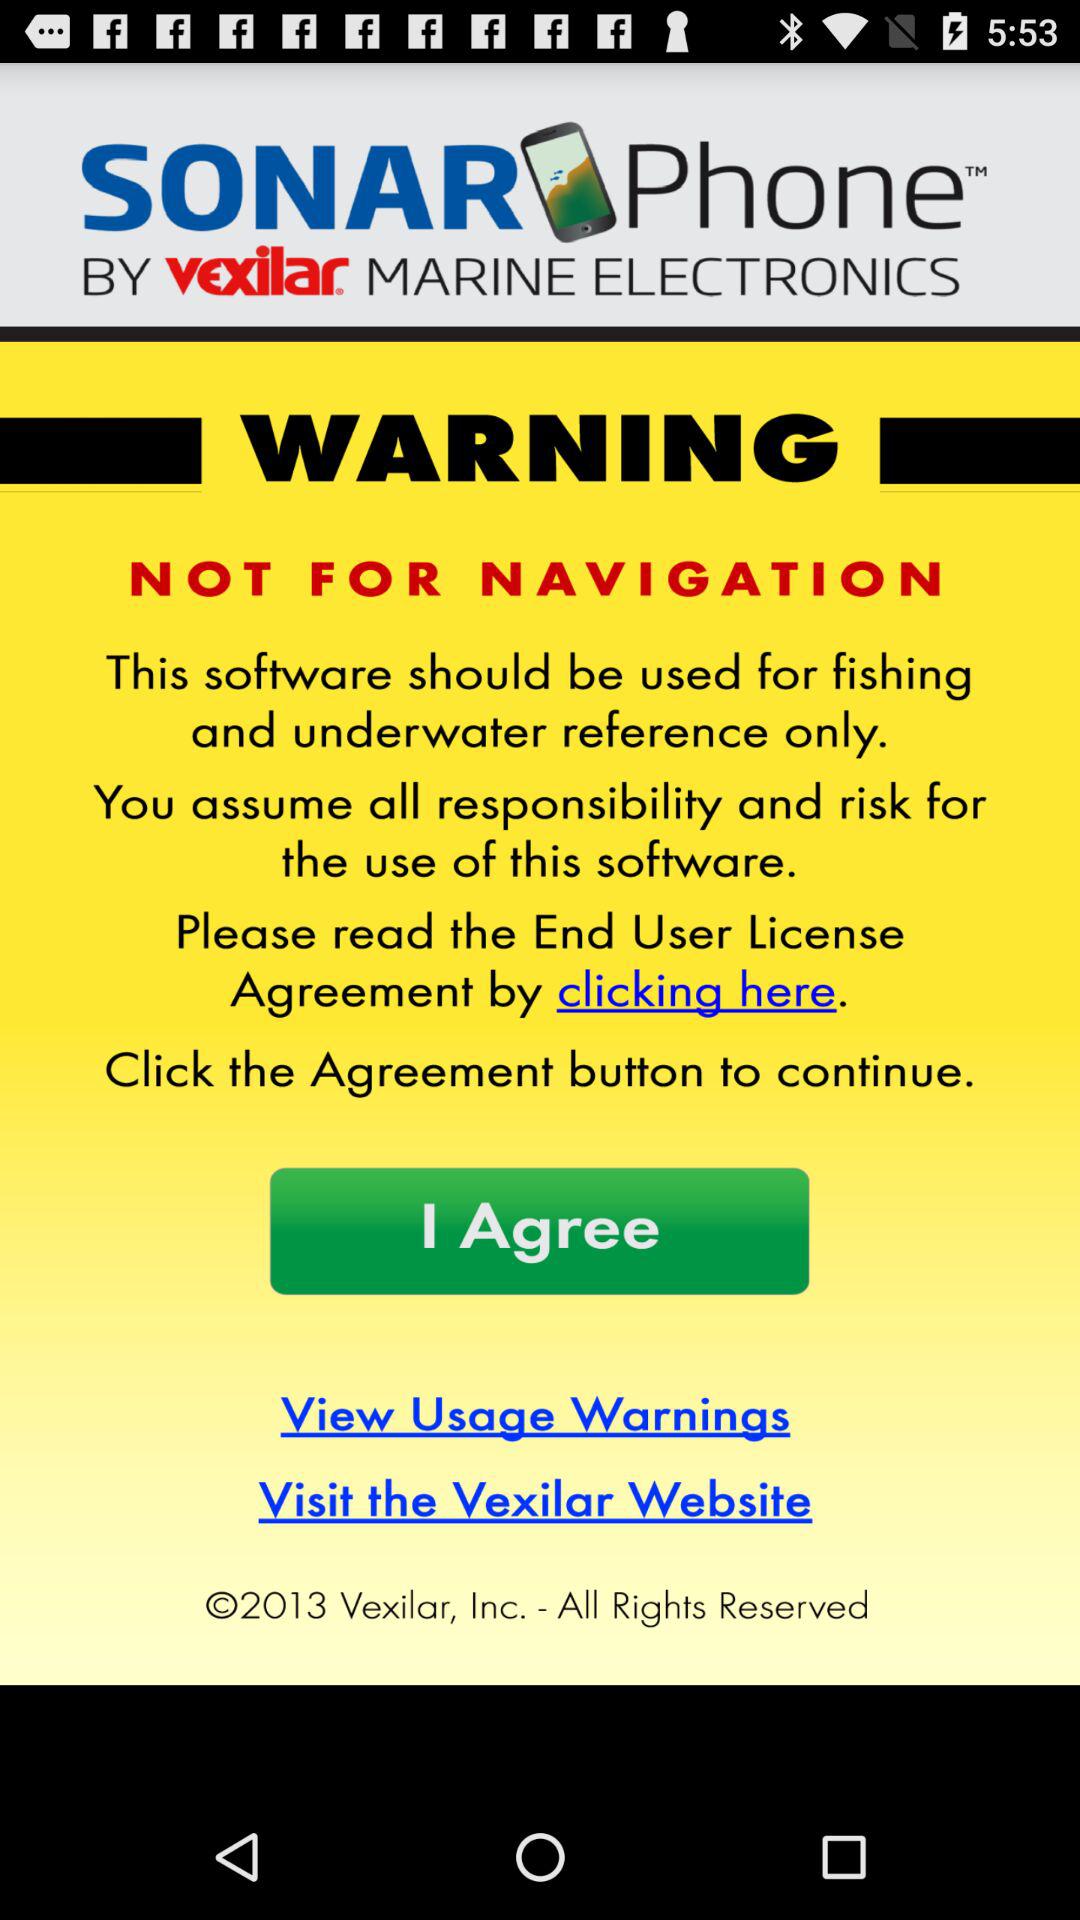 5:53
SONAR Phone™
BY vexilar® MARINE ELECTRONICS
WARNING
NOT FOR NAVIGATION
This software should be used for fishing
and underwater reference only.
You assume all responsibility and risk for
the use of this software.
Please read the End User License
Agreement by clicking here.
Click the Agreement button to continue.
I Agree
View Usage Warnings
Visit the Vexilar Website
©2013 Vexilar, Inc. - All Rights Reserved